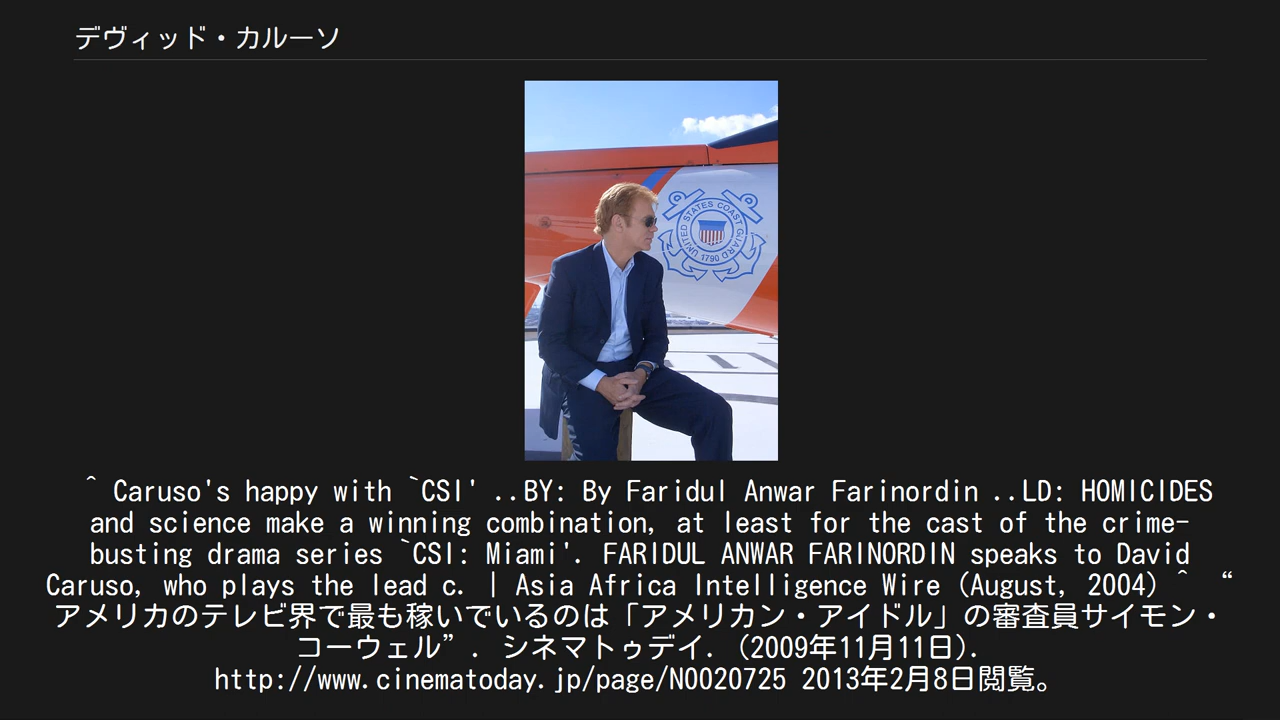 デヴィッド・カルーソ
UNITED STATES COAST GUARD
1790
^ Caruso's happy with `CSI' ..BY: By Faridul Anwar Farinordin ..LD: HOMICIDES
and science make a winning combination, at least for the cast of the crime-
busting drama series `CSI: Miami'. FARIDUL ANWAR FARINORDIN speaks to David
Caruso, who plays the lead c. | Asia Africa Intelligence Wire (August, 2004) ^ “
アメリカのテレビ界で最も稼いでいるのは「アメリカン・アイドル」の審査員サイモン・
コーウェル”. シネマトゥデイ. (2009年11月11日).
http://www.cinematoday.jp/page/N0020725 2013年2月8日閲覧。